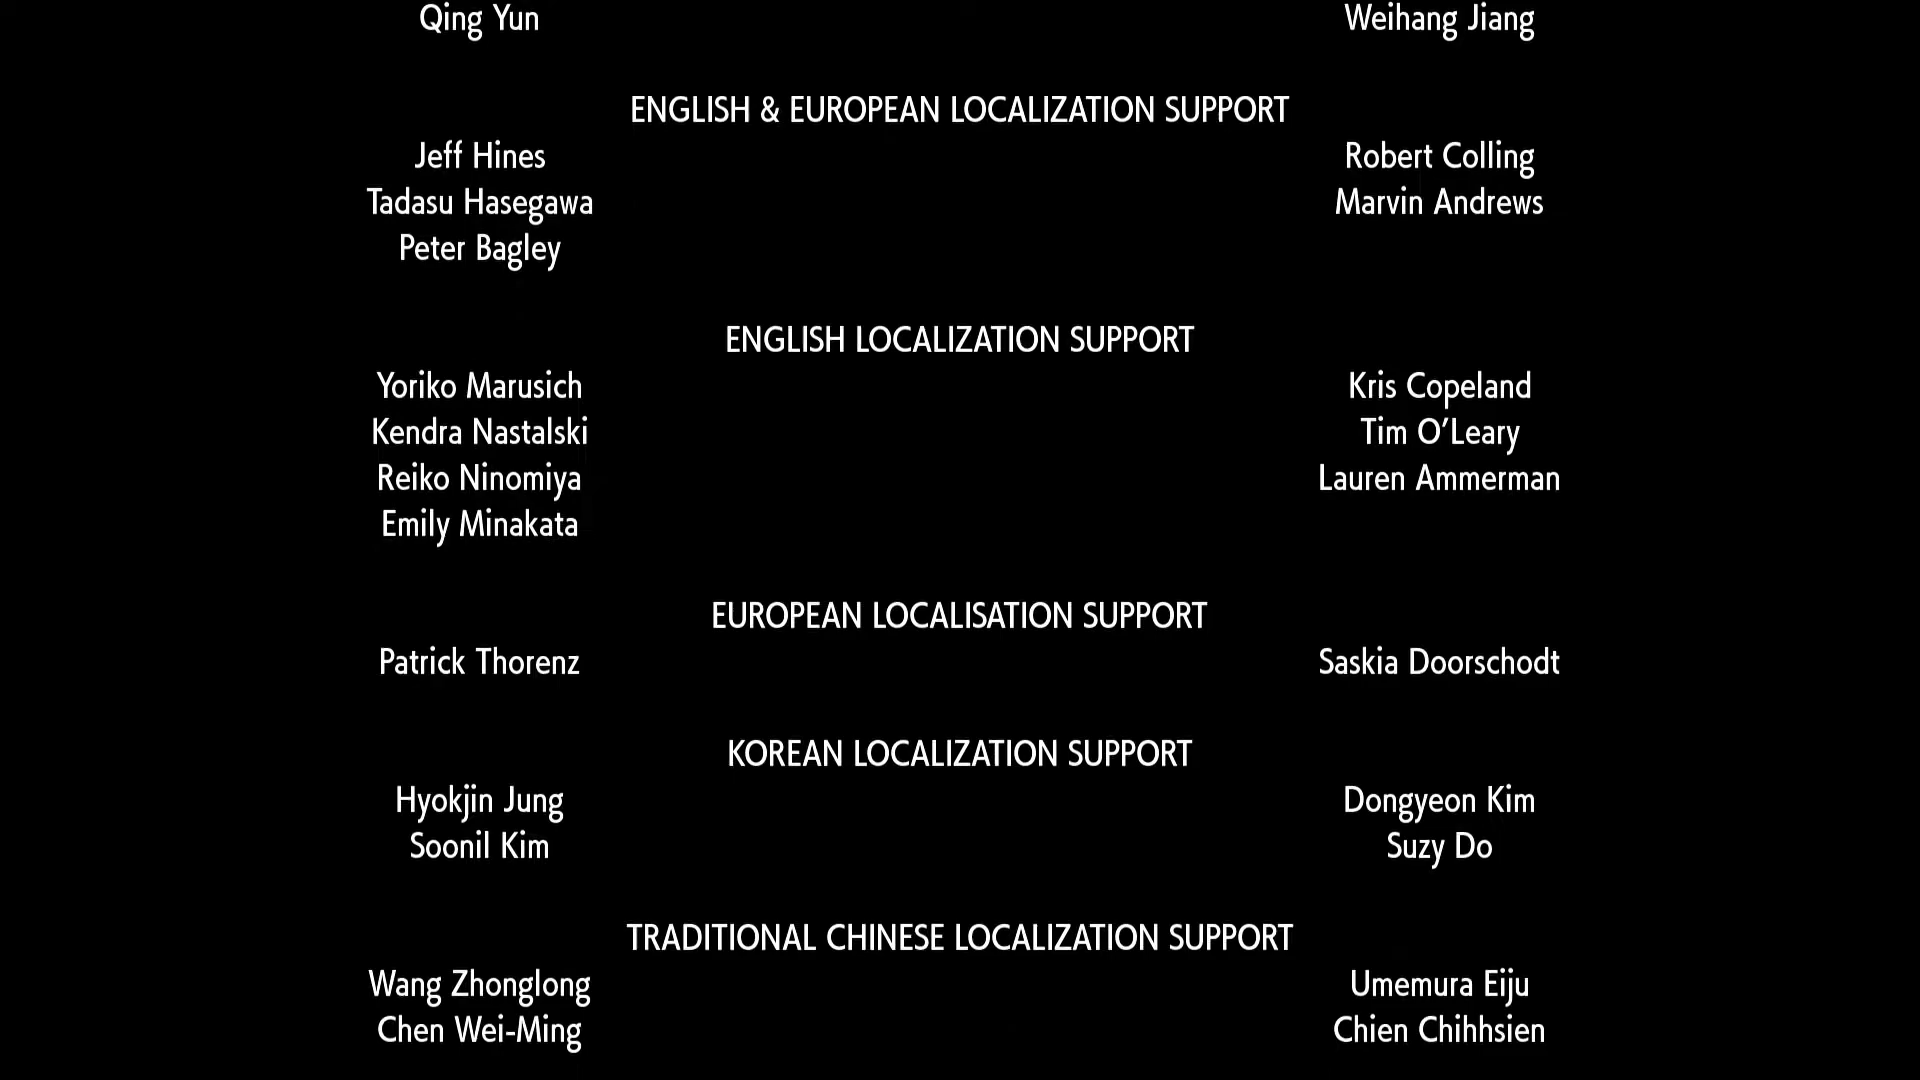 Qing Yun Weihang Jiang
ENGLISH & EUROPEAN LOCALIZATION SUPPORT
Jeff Hines Robert Colling
Tadasu Hasegawa Marvin Andrews
Peter Bagley
ENGLISH LOCALIZATION SUPPORT
Yoriko Marusich Kris Copeland
Kendra Nastalski Tim O’Leary
Reiko Ninomiya Lauren Ammerman
Emily Minakata
EUROPEAN LOCALISATION SUPPORT
Patrick Thorenz Saskia Doorschodt
KOREAN LOCALIZATION SUPPORT
Hyokjin Jung Dongyeon Kim
Soonil Kim Suzy Do
TRADITIONAL CHINESE LOCALIZATION SUPPORT
Wang Zhonglong Umemura Eiju
Chen Wei-Ming Chien Chihhsien